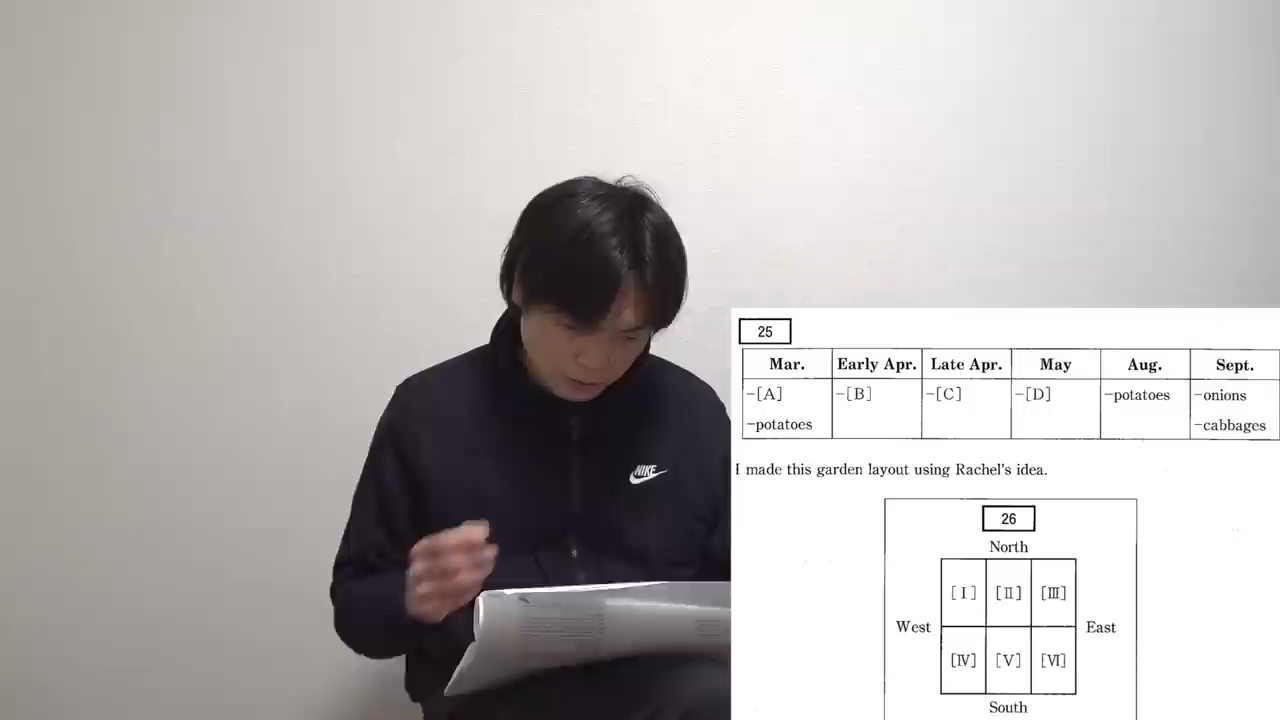 NIKE
25
Mar. Early Apr. Late Apr. May Aug. Sept.
-[A] -[B] -[C] -[D] -potatoes -onions
-potatoes -cabbages
I made this garden layout using Rachel's idea.
26
North
[Ⅰ] [Ⅱ] [Ⅲ]
West East
[Ⅳ] [Ⅴ] [Ⅵ]
South